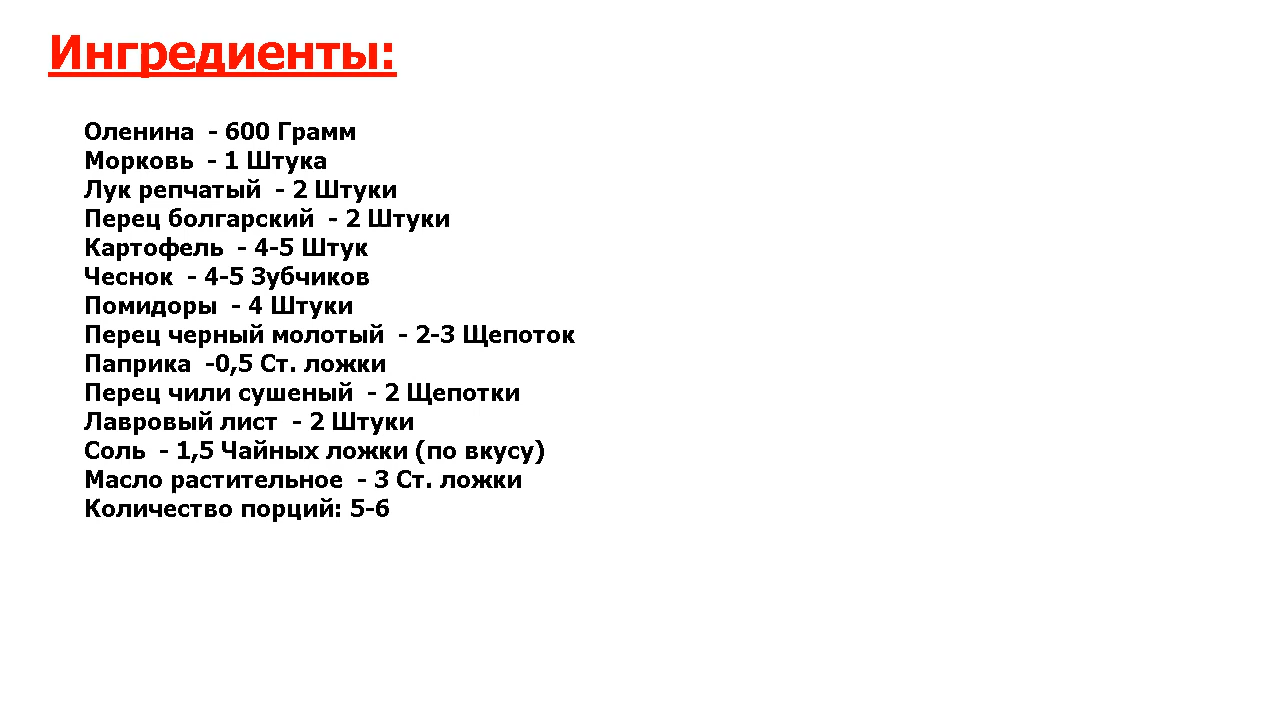 Ингредиенты:
Оленина  - 600 Грамм
Морковь  - 1 Штука
Лук репчатый  - 2 Штуки
Перец болгарский  - 2 Штуки
Картофель  - 4-5 Штук
Чеснок  - 4-5 Зубчиков
Помидоры  - 4 Штуки
Перец черный молотый  - 2-3 Щепоток
Паприка  -0,5 Ст. ложки
Перец чили сушеный  - 2 Щепотки
Лавровый лист  - 2 Штуки
Соль  - 1,5 Чайных ложки (по вкусу)
Масло растительное  - 3 Ст. ложки
Количество порций: 5-6